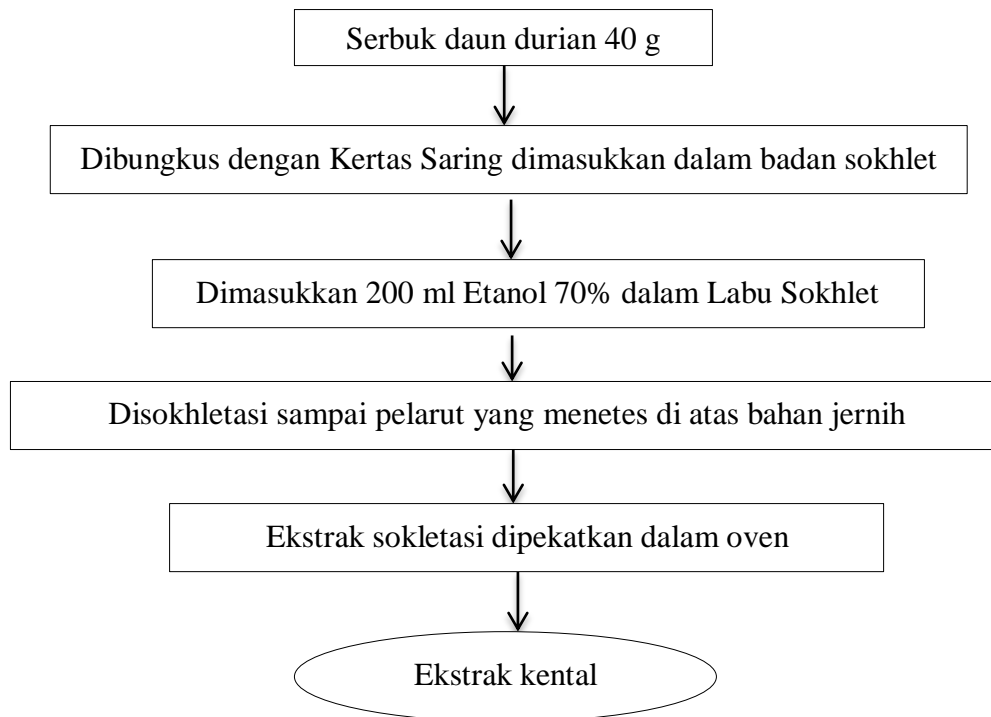 Serbuk daun durian 40 g
Dibungkus dengan Kertas Saring dimasukkan dalam badan sokhlet
Dimasukkan 200 ml Etanol 70% dalam Labu Sokhlet
Disokhletasi sampai pelarut yang menetes di atas bahan jernih
Ekstrak sokletasi dipekatkan dalam oven
Ekstrak kental